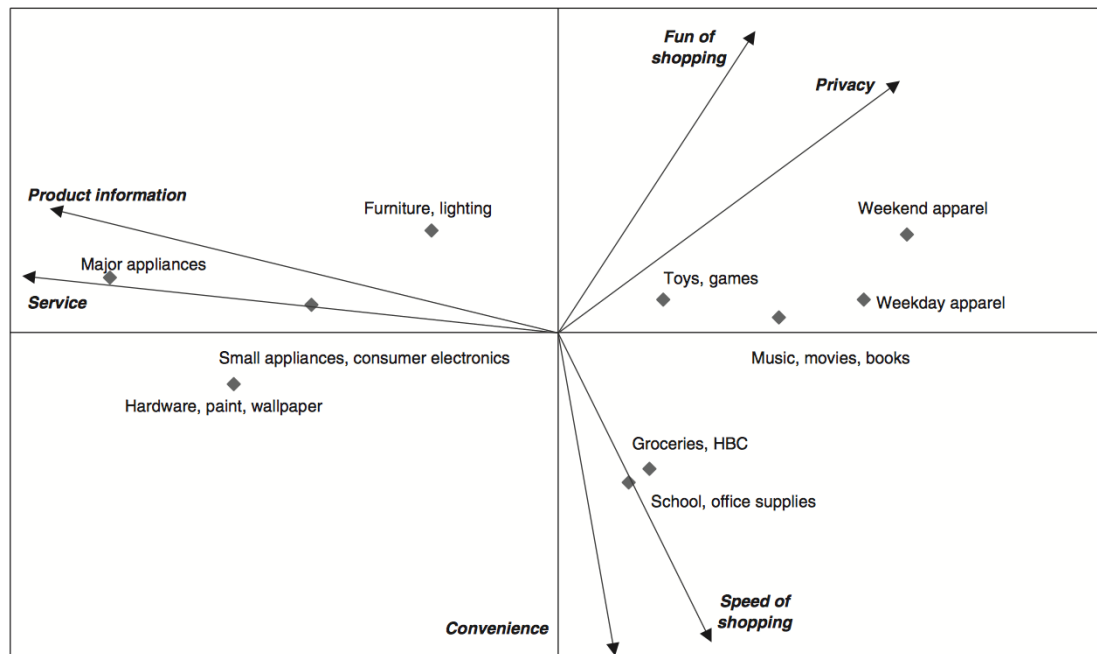 Fun of
shopping
Privacy
Product information
Furniture, lighting
Weekend apparel
Major appliances
Toys, games
Service
Weekday apparel
Small appliances, consumer electronics
Music, movies, books
Hardware, paint, wallpaper
Groceries, HBC
School, office supplies
Speed of
shopping
Convenience